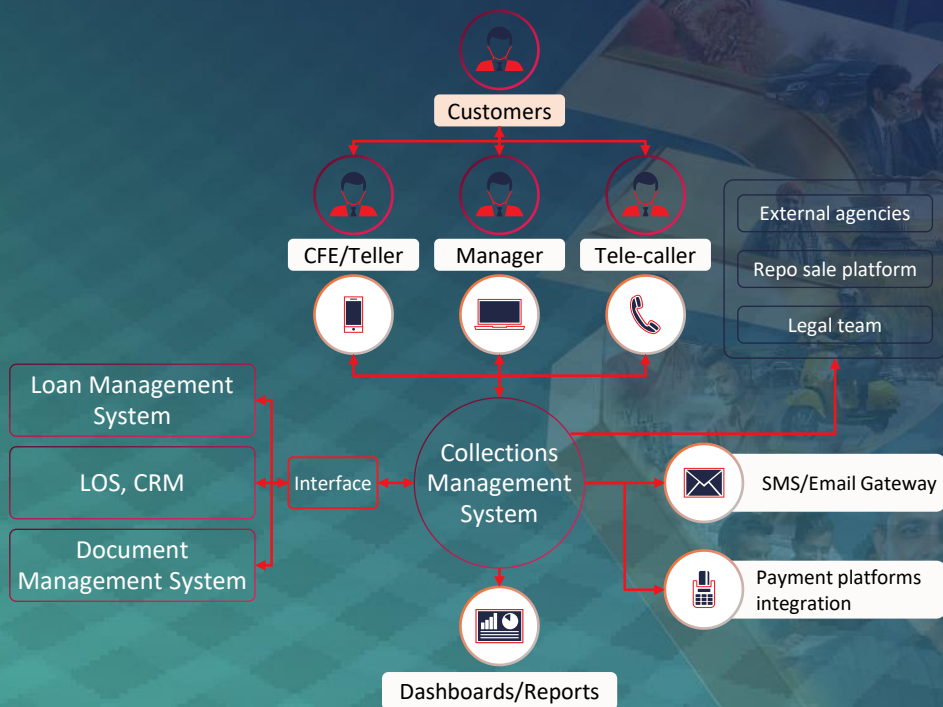 Customers
CFE/Teller
Manager
Tele-caller
External agencies
Repo sale platform
Legal team
Loan Management
System
LOS, CRM
Document
Management System
Interface
Collections
Management
System
SMS/Email Gateway
Payment platforms
integration
Dashboards/Reports